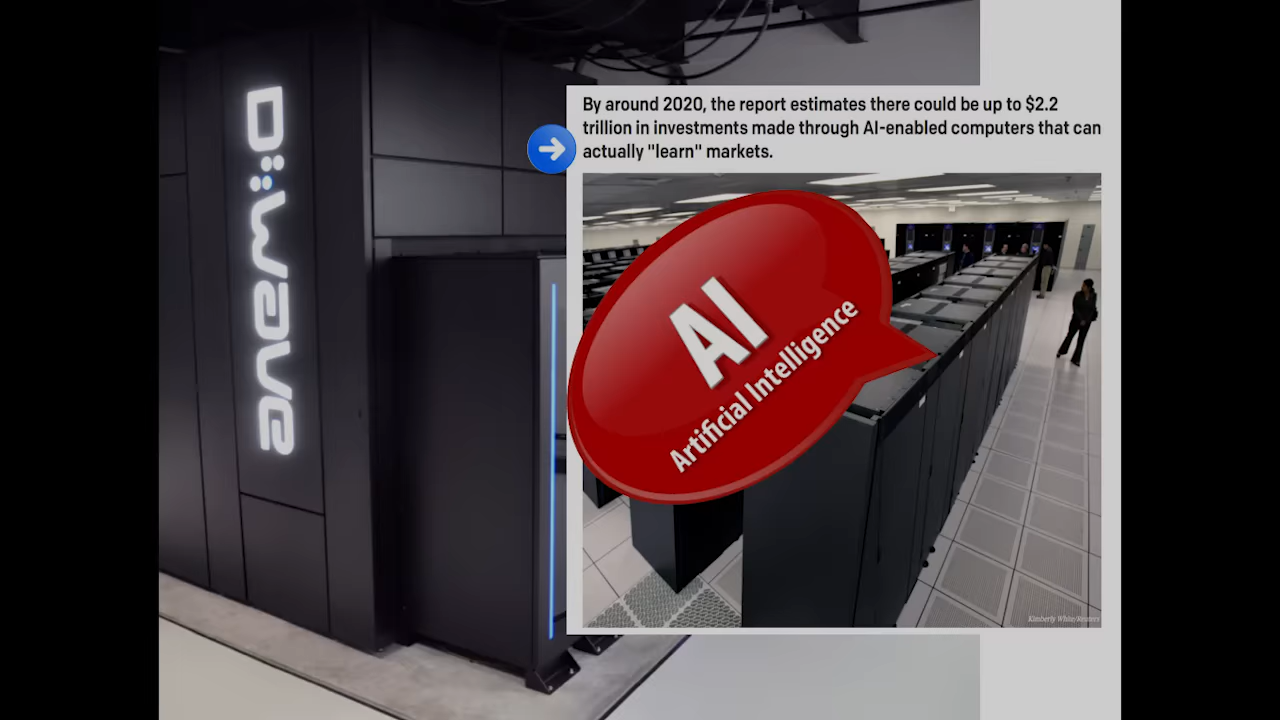 D:Wave
By around 2020, the report estimates there could be up to $2.2
trillion in investments made through AI-enabled computers that can
actually "learn" markets.
AI
Artificial Intelligence
Kimberly White/Reuters